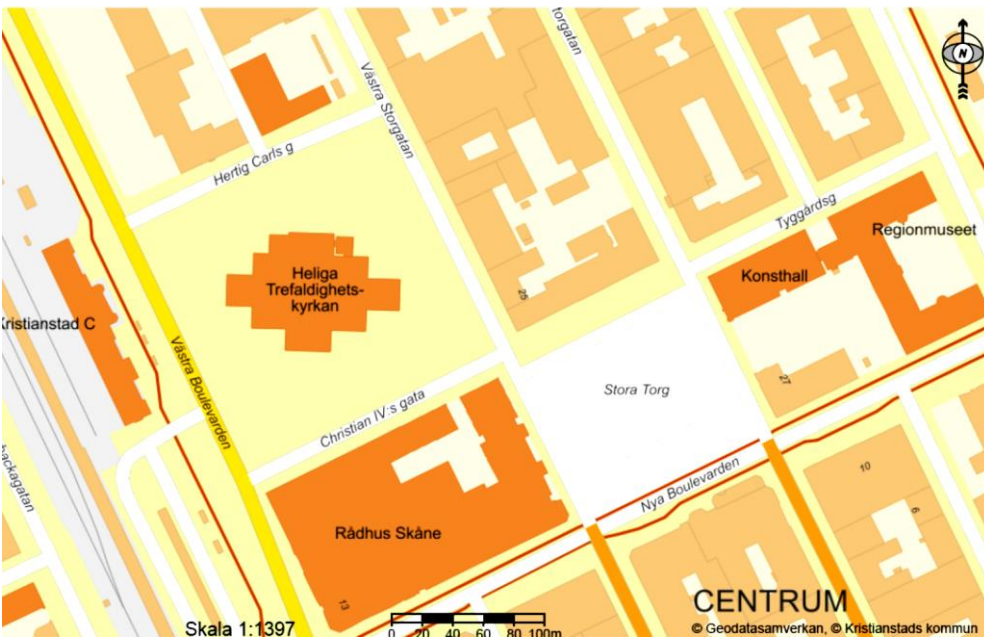 torgatan
N
Västra Storgatan
Hertig Carls g
Tyggårdsg
Regionmuseet
Konsthall
Heliga
Trefaldighets-
kyrkan
25
Kristianstad C
Västra Boulevarden
27
Stora Torg
Christian IV:s gata
backagatan
Nya Boulevarden
10
6
Rådhus Skåne
13
CENTRUM
Skala 1:1397
0 20 40 60 80 100m
© Geodatasamverkan, © Kristianstads kommun